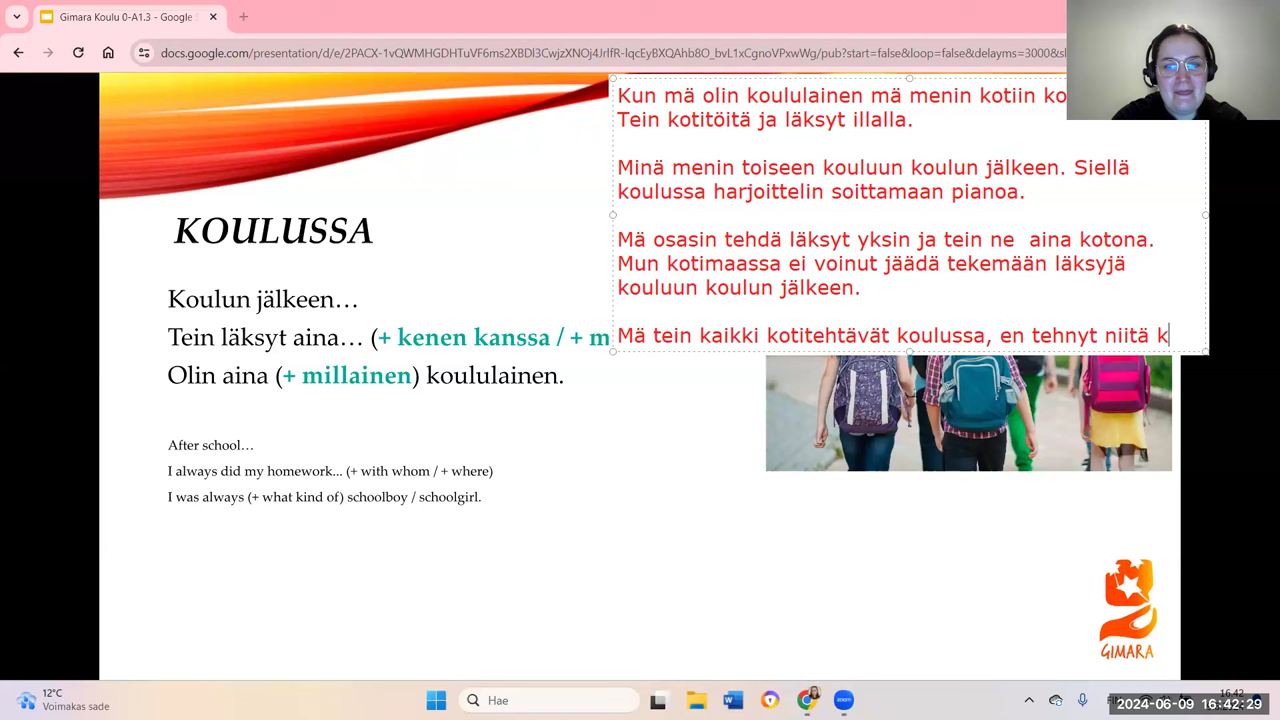 Gimara Koulu 0-A1.3 - Google S
docs.google.com/presentation/d/e/2PACX-1vQWMHGDHTuVF6ms2XBDl3CwjzXNOj4JrlfR-lqcEyBXQAhb8O_bvL1xCgnoVPxwWg/pub?start=false&loop=false&delayms=3000&sl
Kun mä olin koululainen mä menin kotiin ko
Tein kotitöitä ja läksyt illalla.
Minä menin toiseen kouluun koulun jälkeen. Siellä
koulussa harjoittelin soittamaan pianoa.
Mä osasin tehdä läksyt yksin ja tein ne aina kotona.
Mun kotimaassa ei voinut jäädä tekemään läksyjä
kouluun koulun jälkeen.
Mä tein kaikki kotitehtävät koulussa, en tehnyt niitä k
KOULUSSA
Koulun jälkeen…
Tein läksyt aina… (+ kenen kanssa / + m
Olin aina (+ millainen) koululainen.
After school…
I always did my homework... (+ with whom / + where)
I was always (+ what kind of) schoolboy / schoolgirl.
GIMARA
12°C
Voimakas sade
Hae
16.42
2024-06-09 16:42:29